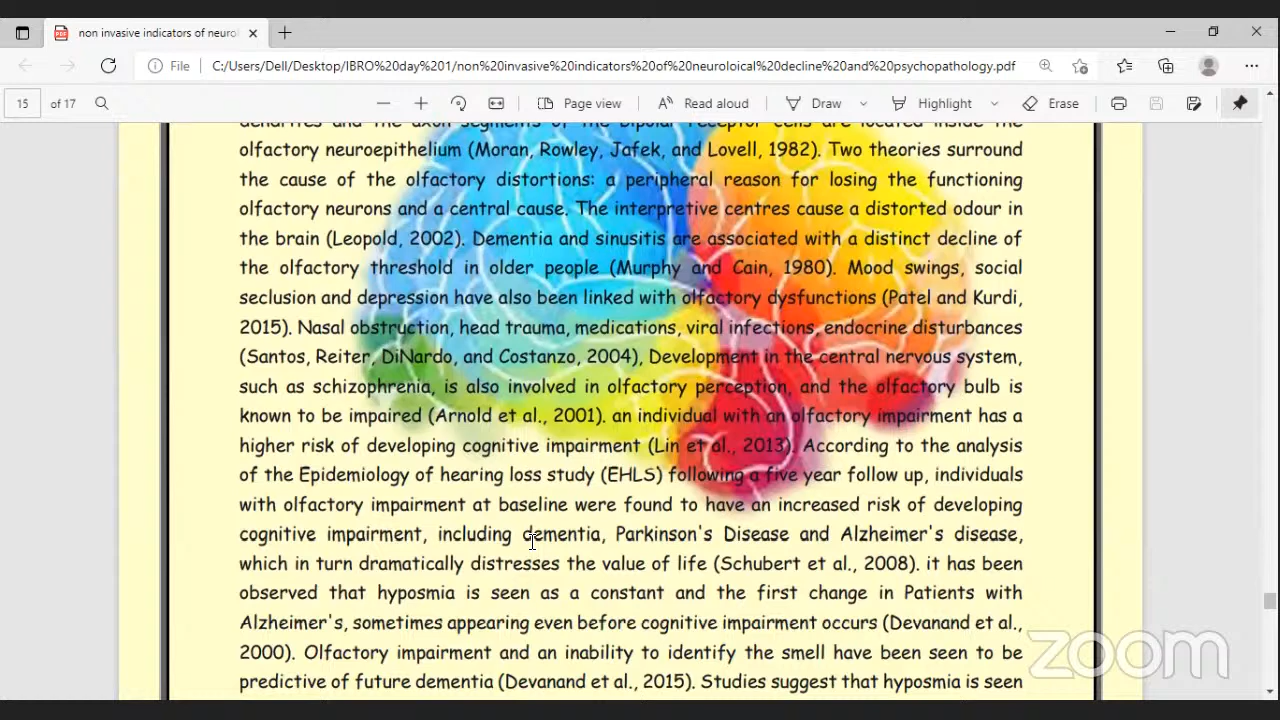 non invasive indicators of neuro
File
C:/Users/Dell/Desktop/IBRO%20day%201/non%20invasive%20indicators%20of%20neuroloical%20decline%20and%20psychopathology.pdf
15 of 17
Page view
Read aloud
Draw
Highlight
Erase
dendrites and the axon segments of the bipolar receptor cells are located inside the
olfactory neuroepithelium (Moran, Rowley, Jafek, and Lovell, 1982). Two theories surround
the cause of the olfactory distortions: a peripheral reason for losing the functioning
olfactory neurons and a central cause. The interpretive centres cause a distorted odour in
the brain (Leopold, 2002). Dementia and sinusitis are associated with a distinct decline of
the olfactory threshold in older people (Murphy and Cain, 1980). Mood swings, social
seclusion and depression have also been linked with olfactory dysfunctions (Patel and Kurdi,
2015). Nasal obstruction, head trauma, medications, viral infections, endocrine disturbances
(Santos, Reiter, DiNardo, and Costanzo, 2004), Development in the central nervous system,
such as schizophrenia, is also involved in olfactory perception, and the olfactory bulb is
known to be impaired (Arnold et al., 2001). an individual with an olfactory impairment has a
higher risk of developing cognitive impairment (Lin et al., 2013). According to the analysis
of the Epidemiology of hearing loss study (EHLS) following a five year follow up, individuals
with olfactory impairment at baseline were found to have an increased risk of developing
cognitive impairment, including dementia, Parkinson's Disease and Alzheimer's disease,
which in turn dramatically distresses the value of life (Schubert et al., 2008). it has been
observed that hyposmia is seen as a constant and the first change in Patients with
Alzheimer's, sometimes appearing even before cognitive impairment occurs (Devanand et al.,
2000). Olfactory impairment and an inability to identify the smell have been seen to be
predictive of future dementia (Devanand et al., 2015). Studies suggest that hyposmia is seen
zoom